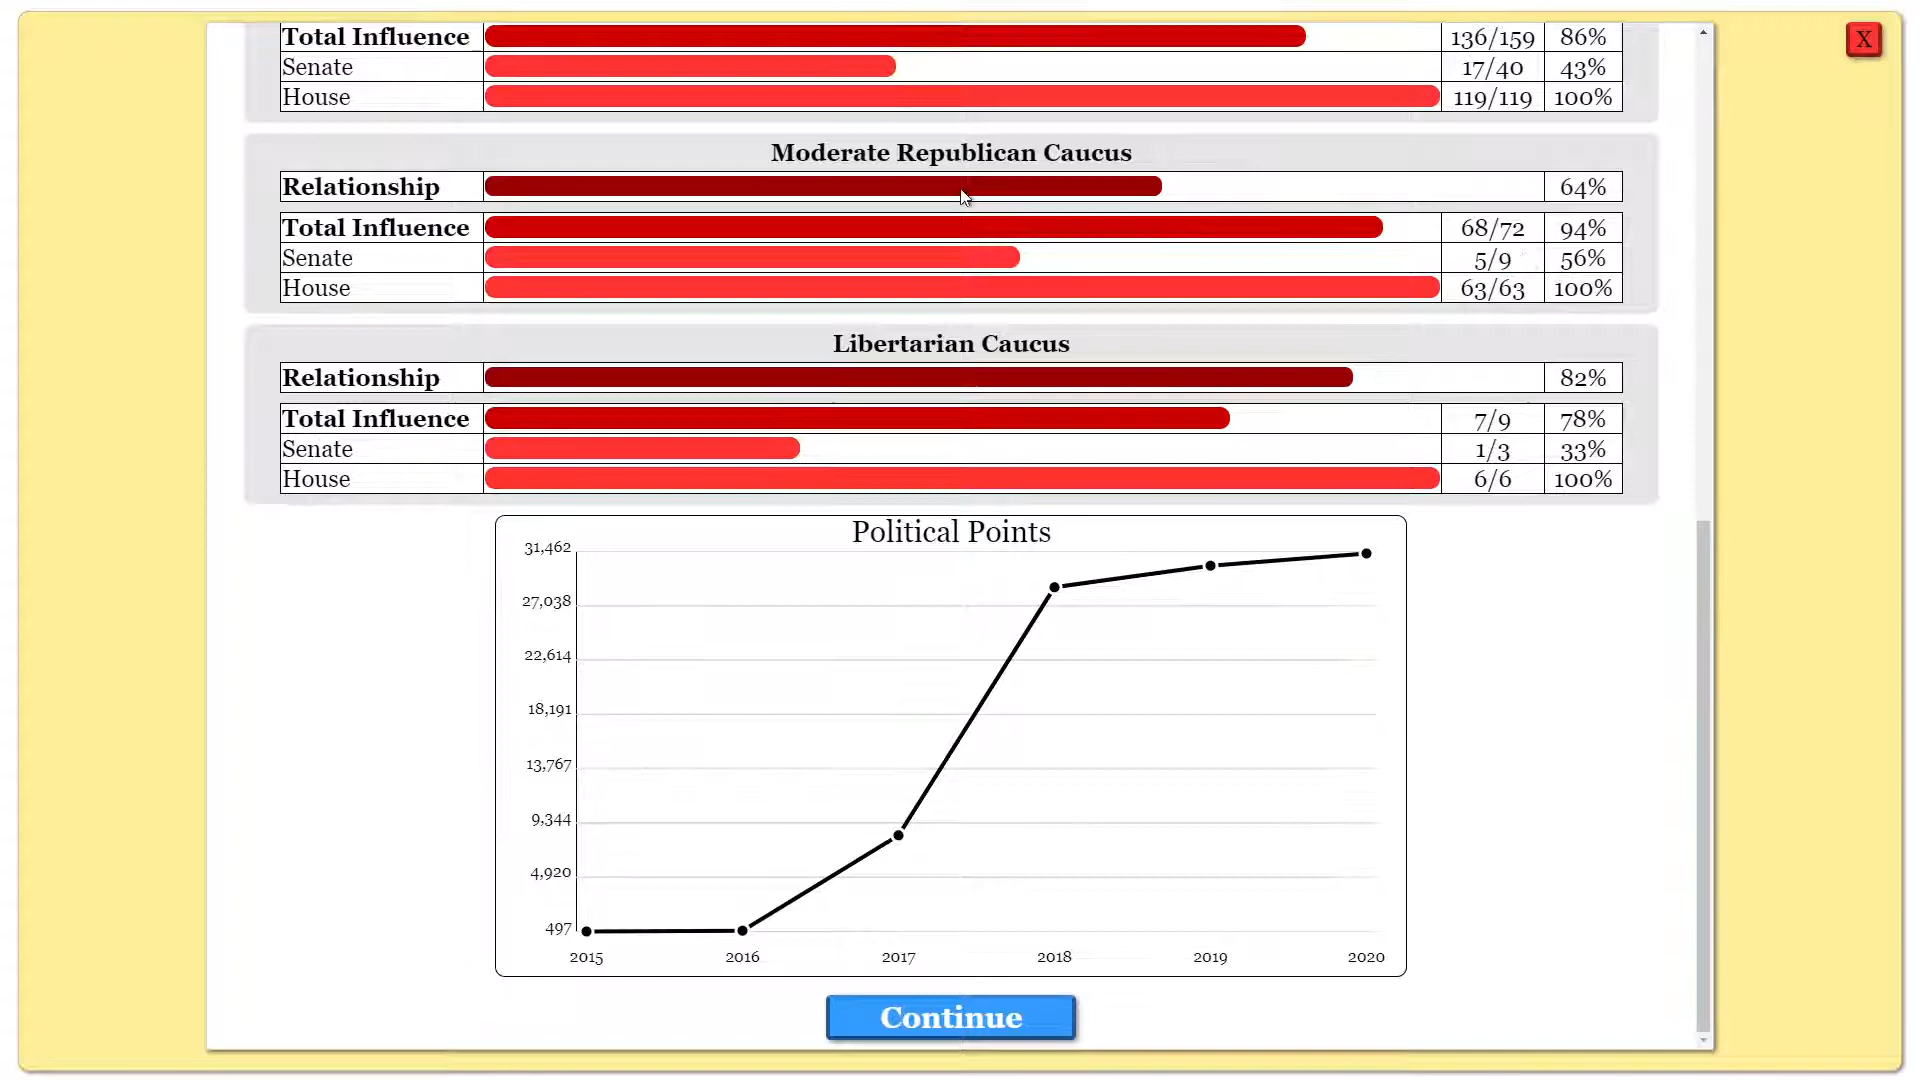 X
Total Influence 136/159 86%
Senate 17/40 43%
House 119/119 100%
Moderate Republican Caucus
Relationship 64%
Total Influence 68/72 94%
Senate 5/9 56%
House 63/63 100%
Libertarian Caucus
Relationship 82%
Total Influence 7/9 78%
Senate 1/3 33%
House 6/6 100%
Political Points
31,462
27,038
22,614
18,191
13,767
9,344
4,920
497
2015 2016 2017 2018 2019 2020
Continue